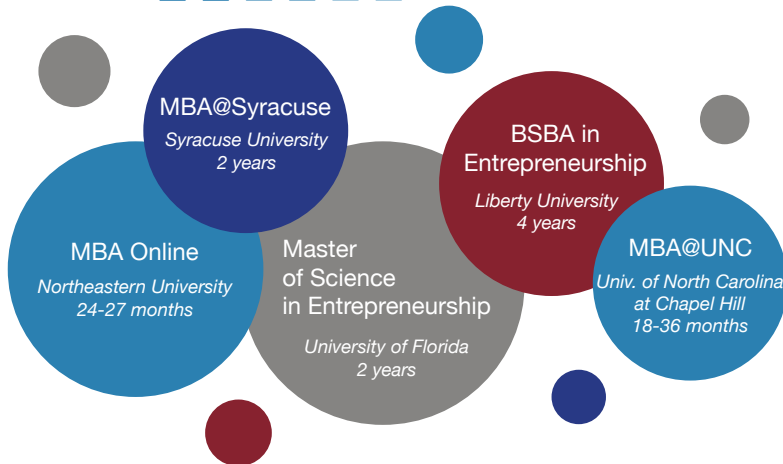 MBA@Syracuse
Syracuse University
2 years
BSBA in
Entrepreneurship
Liberty University
4 years
MBA Online
Northeastern University
24-27 months
Master
of Science
in Entrepreneurship
University of Florida
2 years
MBA@UNC
Univ. of North Carolina
at Chapel Hill
18-36 months